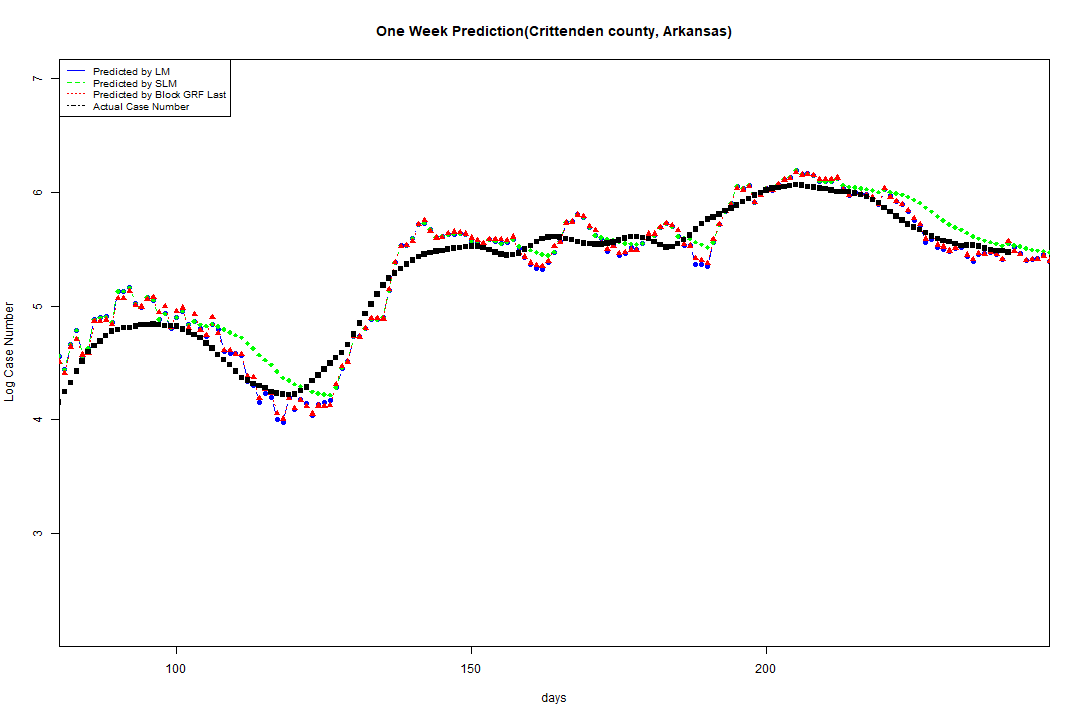 One Week Prediction(Crittenden county, Arkansas)
Predicted by LM
Predicted by SLM
Predicted by Block GRF Last
Actual Case Number
7
6
5
4
3
Log Case Number
100 150 200
days